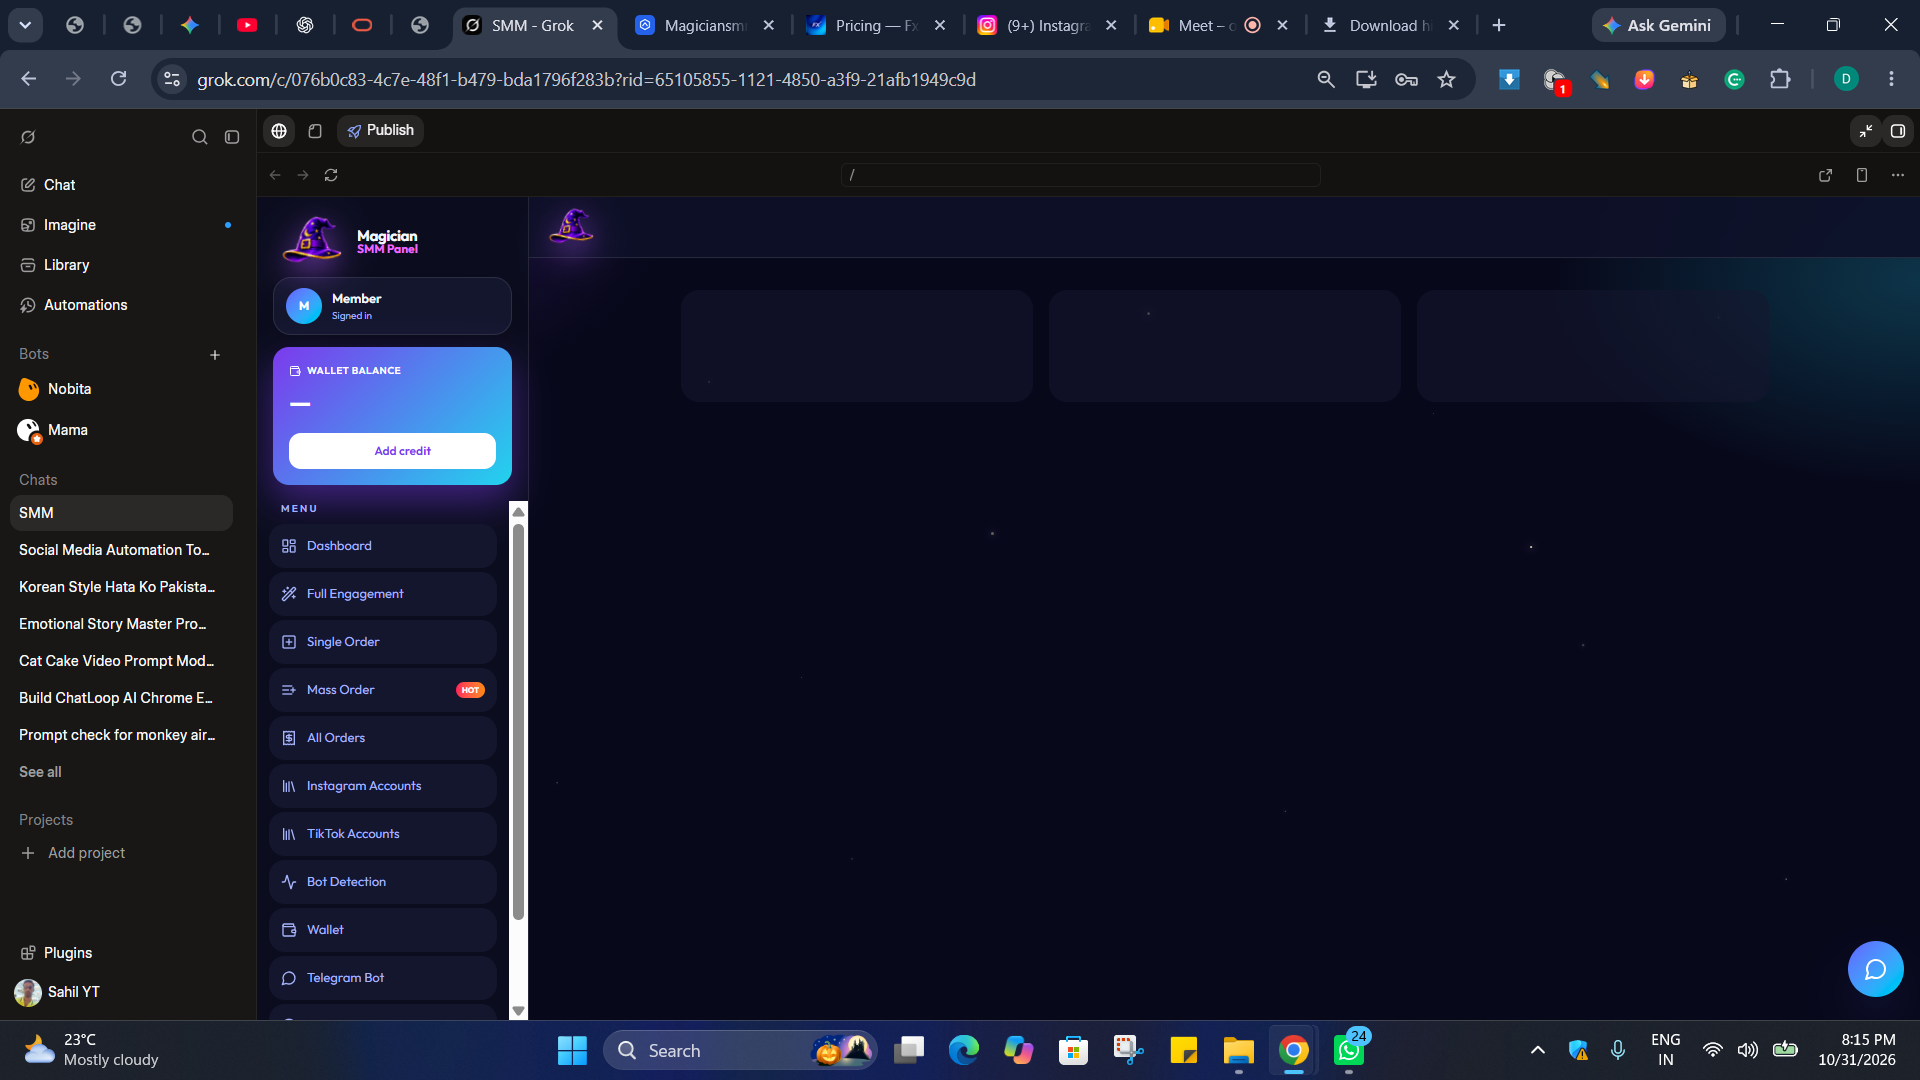 SMM - Grok
Magiciansm
Pricing — Fx
(9+) Instagra
Meet –
Download h
Ask Gemini
grok.com/c/076b0c83-4c7e-48f1-b479-bda1796f283b?rid=65105855-1121-4850-a3f9-21afb1949c9d
1
D
Publish
/
Chat
Imagine
Library
Automations
Bots
Nobita
Mama
Chats
SMM
Social Media Automation To...
Korean Style Hata Ko Pakista...
Emotional Story Master Pro...
Cat Cake Video Prompt Mod...
Build ChatLoop AI Chrome E...
Prompt check for monkey air...
See all
Projects
Add project
Plugins
Sahil YT
Magician
SMM Panel
M
Member
Signed in
WALLET BALANCE
—
Add credit
MENU
Dashboard
Full Engagement
Single Order
Mass Order
HOT
All Orders
Instagram Accounts
TikTok Accounts
Bot Detection
Wallet
Telegram Bot
23°C
Mostly cloudy
Search
24
ENG
IN
8:15 PM
10/31/2026